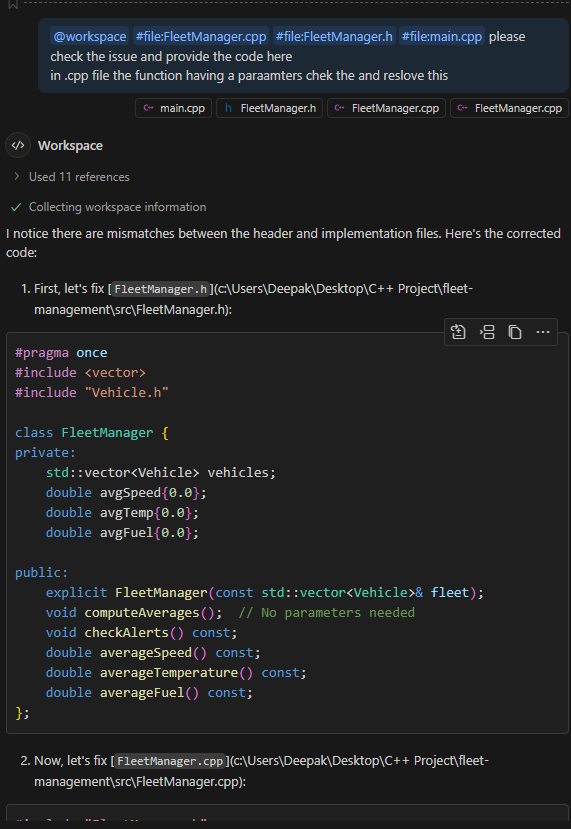 @workspace #file:FleetManager.cpp #file:FleetManager.h #file:main.cpp please
check the issue and provide the code here
in .cpp file the function having a paraamters chek the and reslove this
C++ main.cpp h FleetManager.h C++ FleetManager.cpp C++ FleetManager.cpp
Workspace
Used 11 references
Collecting workspace information
I notice there are mismatches between the header and implementation files. Here's the corrected
code:
1. First, let's fix [FleetManager.h](c:\Users\Deepak\Desktop\C++ Project\fleet-
management\src\FleetManager.h):
#pragma once
#include <vector>
#include "Vehicle.h"
class FleetManager {
private:
std::vector<Vehicle> vehicles;
double avgSpeed{0.0};
double avgTemp{0.0};
double avgFuel{0.0};
public:
explicit FleetManager(const std::vector<Vehicle>& fleet);
void computeAverages(); // No parameters needed
void checkAlerts() const;
double averageSpeed() const;
double averageTemperature() const;
double averageFuel() const;
};
2. Now, let's fix [FleetManager.cpp](c:\Users\Deepak\Desktop\C++ Project\fleet-
management\src\FleetManager.cpp):